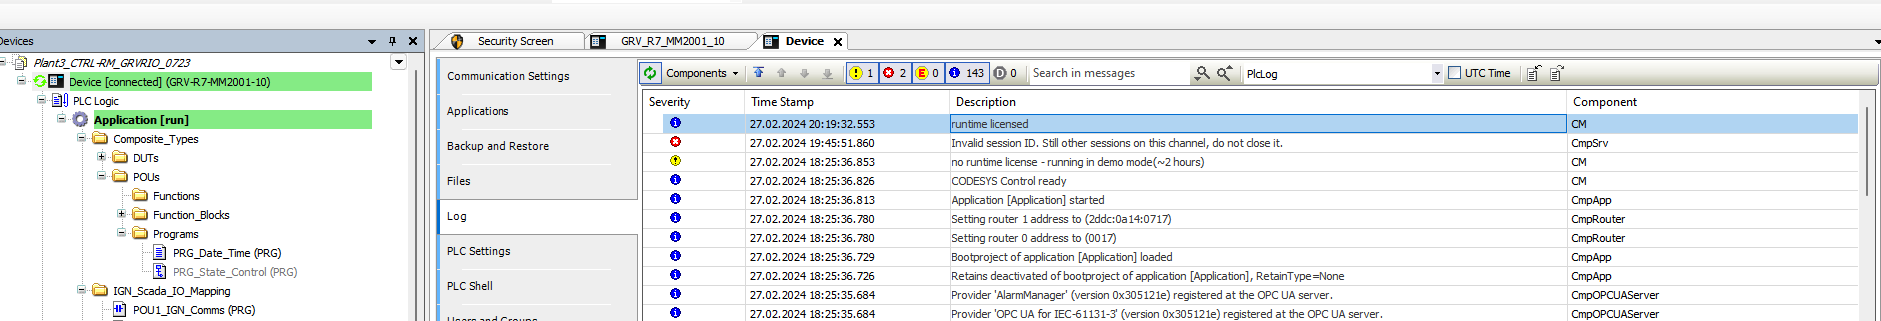 Devices
Plant3_CTRL-RM_GRVRIO_0723
Device [connected] (GRV-R7-MM2001-10)
PLC Logic
Application [run]
Composite_Types
DUTs
POUs
Functions
Function_Blocks
Programs
PRG_Date_Time (PRG)
PRG_State_Control (PRG)
IGN_Scada_IO_Mapping
POU1_IGN_Comms (PRG)
Security Screen
GRV_R7_MM2001_10
Device
Communication Settings
Applications
Backup and Restore
Files
Log
PLC Settings
PLC Shell
Users and Groups
Components 1 2 0 143 0 Search in messages PlcLog UTC Time
Severity Time Stamp Description Component
27.02.2024 20:19:32.553 runtime licensed CM
27.02.2024 19:45:51.860 Invalid session ID. Still other sessions on this channel, do not close it. CmpSrv
27.02.2024 18:25:36.853 no runtime license - running in demo mode(~2 hours) CM
27.02.2024 18:25:36.826 CODESYS Control ready CM
27.02.2024 18:25:36.813 Application [Application] started CmpApp
27.02.2024 18:25:36.780 Setting router 1 address to (2ddc:0a14:0717) CmpRouter
27.02.2024 18:25:36.780 Setting router 0 address to (0017) CmpRouter
27.02.2024 18:25:36.729 Bootproject of application [Application] loaded CmpApp
27.02.2024 18:25:36.726 Retains deactivated of bootproject of application [Application], RetainType=None CmpApp
27.02.2024 18:25:35.684 Provider 'AlarmManager' (version 0x305121e) registered at the OPC UA server. CmpOPCUAServer
27.02.2024 18:25:35.684 Provider 'OPC UA for IEC-61131-3' (version 0x305121e) registered at the OPC UA server. CmpOPCUAServer